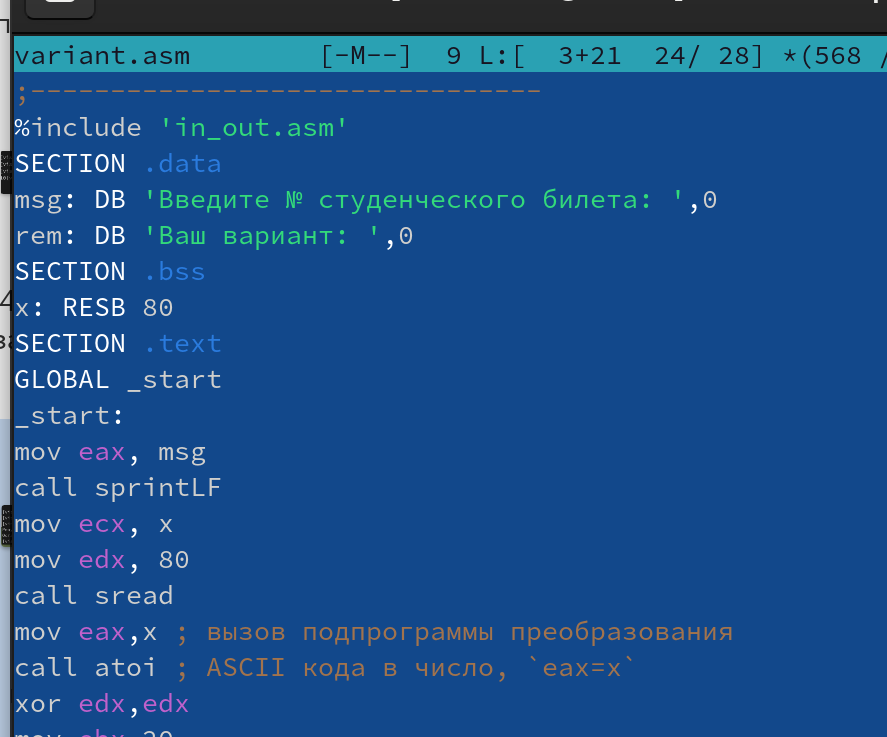 variant.asm [-M--] 9 L:[ 3+21 24/ 28] *(568 /
;--------------------------------
%include 'in_out.asm'
SECTION .data
msg: DB 'Введите № студенческого билета: ',0
rem: DB 'Ваш вариант: ',0
SECTION .bss
x: RESB 80
SECTION .text
GLOBAL _start
_start:
mov eax, msg
call sprintLF
mov ecx, x
mov edx, 80
call sread
mov eax,x ; вызов подпрограммы преобразования
call atoi ; ASCII кода в число, `eax=x`
xor edx,edx
mov ebx,20